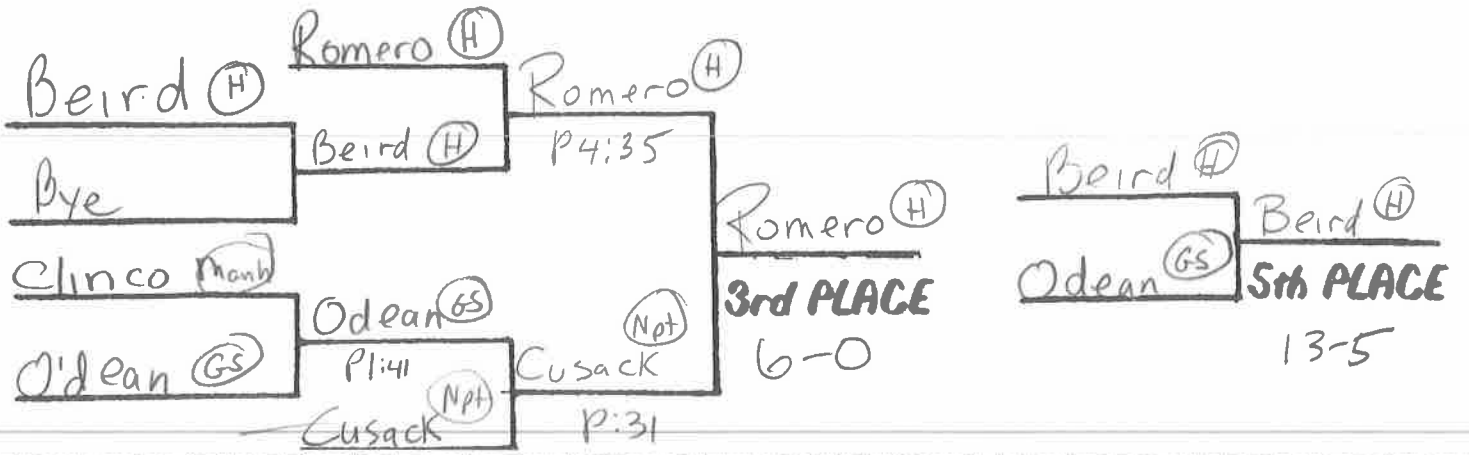 Romero (H)
Beird (H)
Romero (H)
Beird (H)
P4:35
Bye
Romero (H)
3rd PLACE
6-0
Clinco (Manh)
Odean (GS)
P1:41
O'dean (GS)
Cusack (Npt)
Cusack (Npt)
P:31
Beird (H)
Odean (GS)
Beird (H)
5th PLACE
13-5